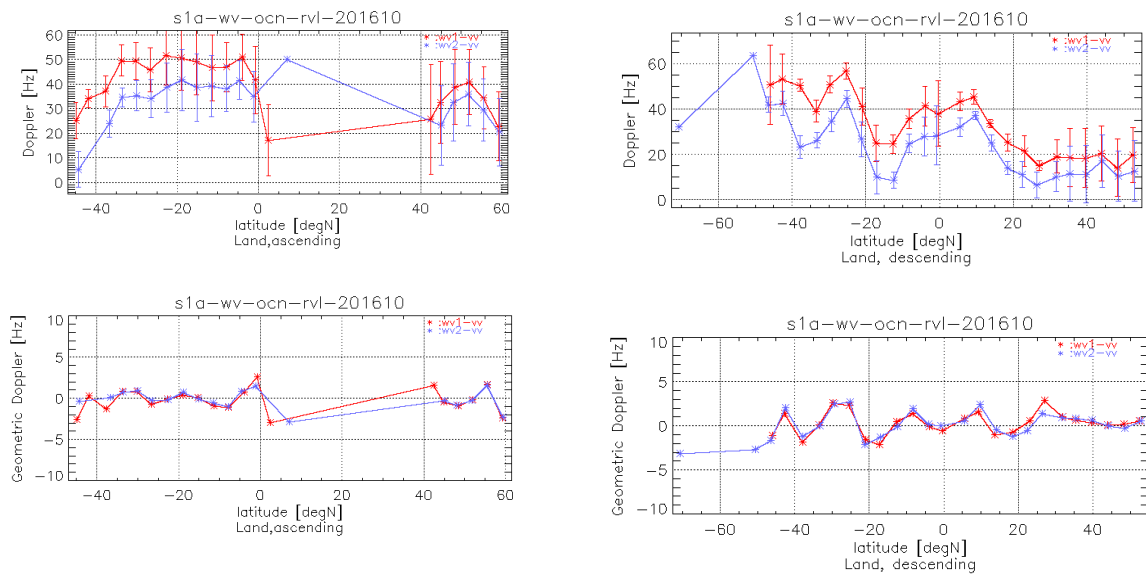 s1a-wv-ocn-rvl-201610
Doppler [Hz]
60
50
40
30
20
10
0
wv1-vv
wv2-vv
-40 -20 0 20 40 60
latitude [degN]
Land,ascending
s1a-wv-ocn-rvl-201610
Doppler [Hz]
60
40
20
0
wv1-vv
wv2-vv
-60 -40 -20 0 20 40
latitude [degN]
Land, descending
s1a-wv-ocn-rvl-201610
Geometric Doppler [Hz]
10
5
0
-5
-10
wv1-vv
wv2-vv
-40 -20 0 20 40 60
latitude [degN]
Land,ascending
s1a-wv-ocn-rvl-201610
Geometric Doppler [Hz]
10
5
0
-5
-10
wv1-vv
wv2-vv
-60 -40 -20 0 20 40
latitude [degN]
Land, descending